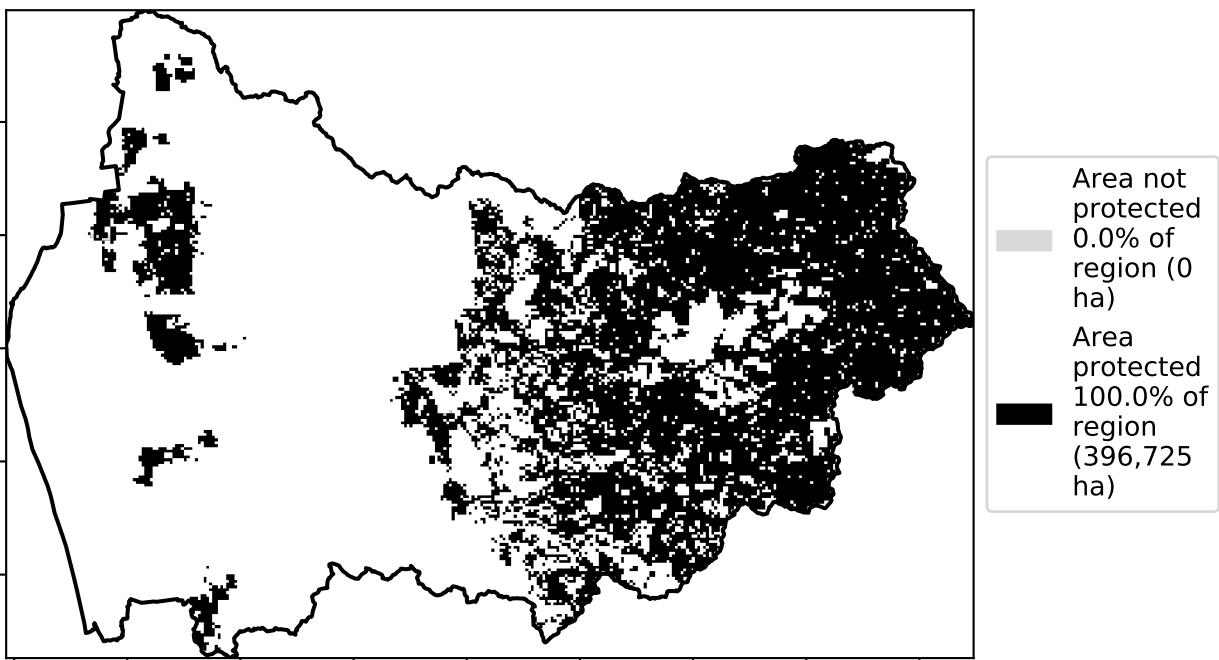 Area not
protected
0.0% of
region (0
ha)
Area
protected
100.0% of
region
(396,725
ha)